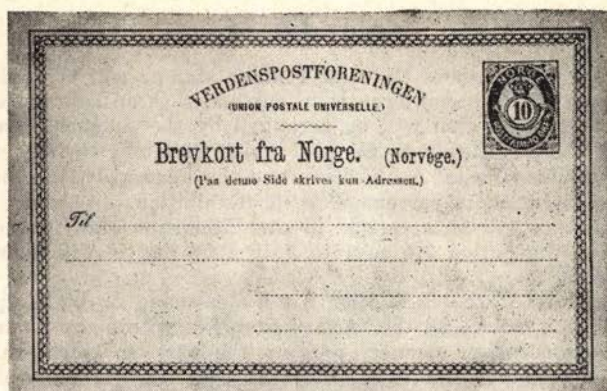 VERDENSPOSTFORENINGEN
(UNION POSTALE UNIVERSELLE.)
NORGE
10
Brevkort fra Norge. (Norvège.)
(Paa denne Side skrives kun Adressen.)
Til